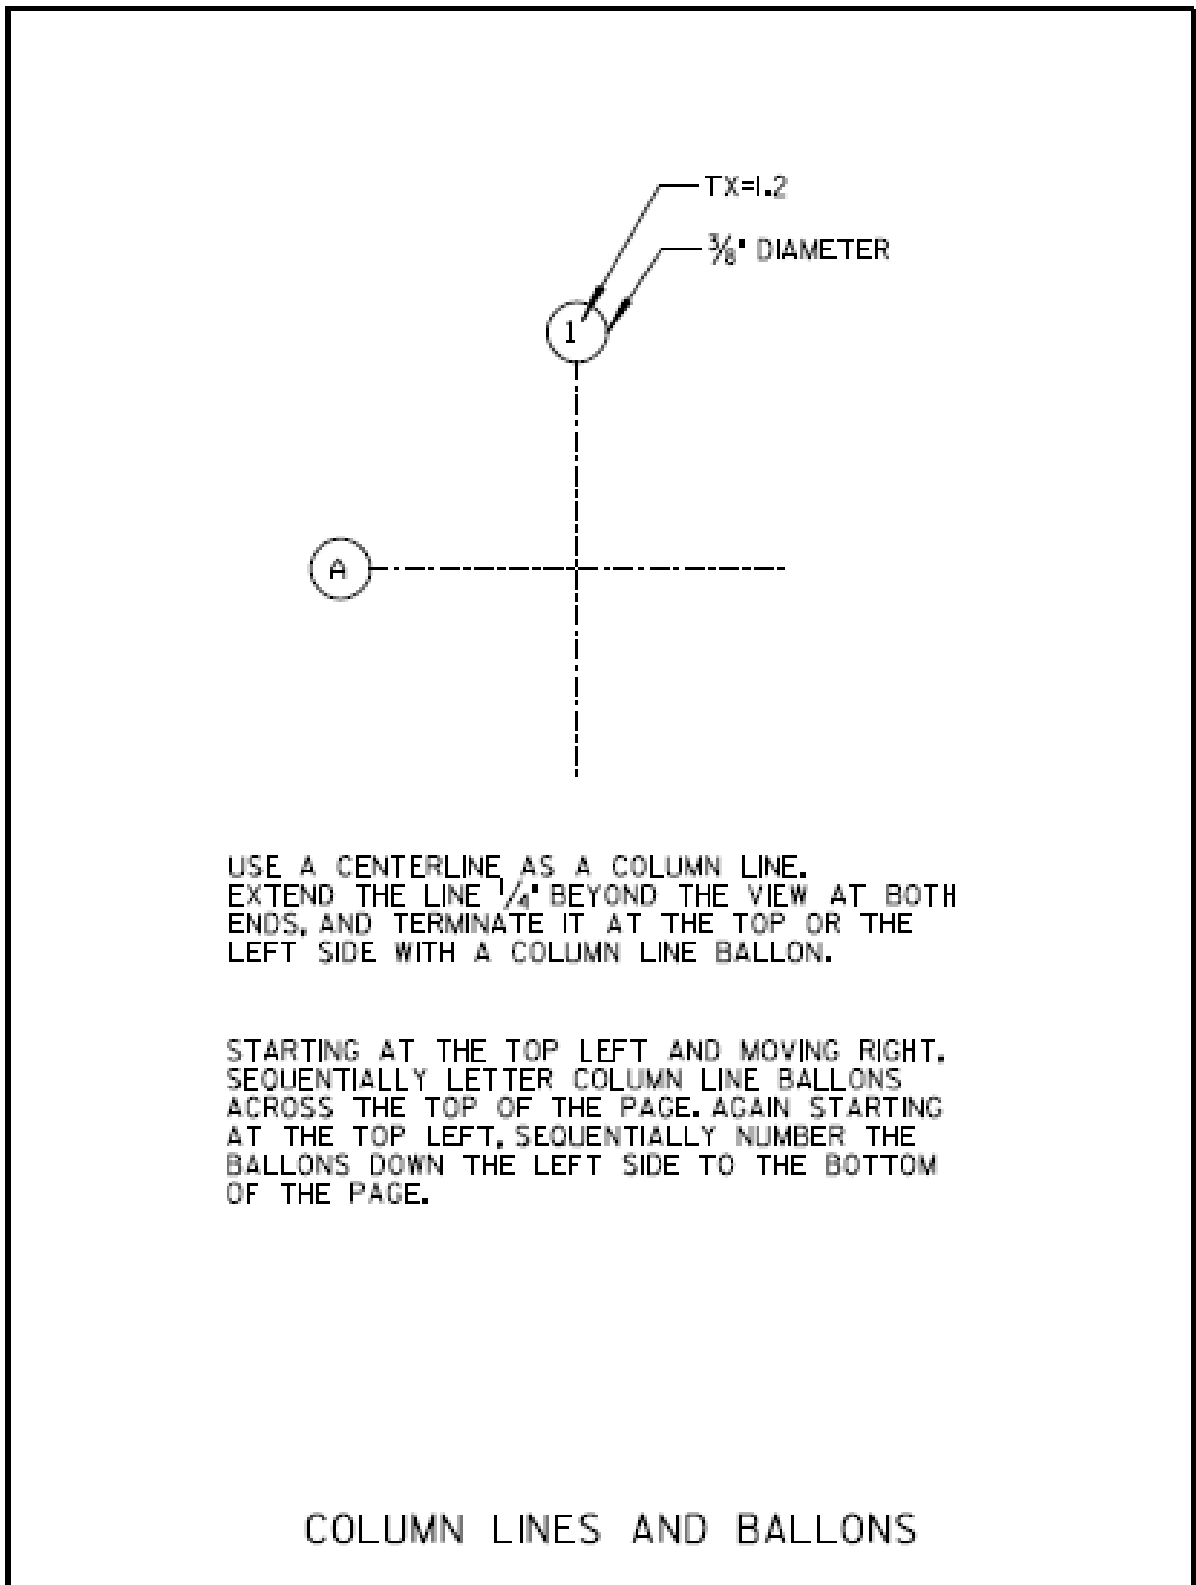 TX=1.2
3/8" DIAMETER
1
A
USE A CENTERLINE AS A COLUMN LINE.
EXTEND THE LINE 1/4" BEYOND THE VIEW AT BOTH
ENDS, AND TERMINATE IT AT THE TOP OR THE
LEFT SIDE WITH A COLUMN LINE BALLON.
STARTING AT THE TOP LEFT AND MOVING RIGHT,
SEQUENTIALLY LETTER COLUMN LINE BALLONS
ACROSS THE TOP OF THE PAGE. AGAIN STARTING
AT THE TOP LEFT, SEQUENTIALLY NUMBER THE
BALLONS DOWN THE LEFT SIDE TO THE BOTTOM
OF THE PAGE.
COLUMN LINES AND BALLONS